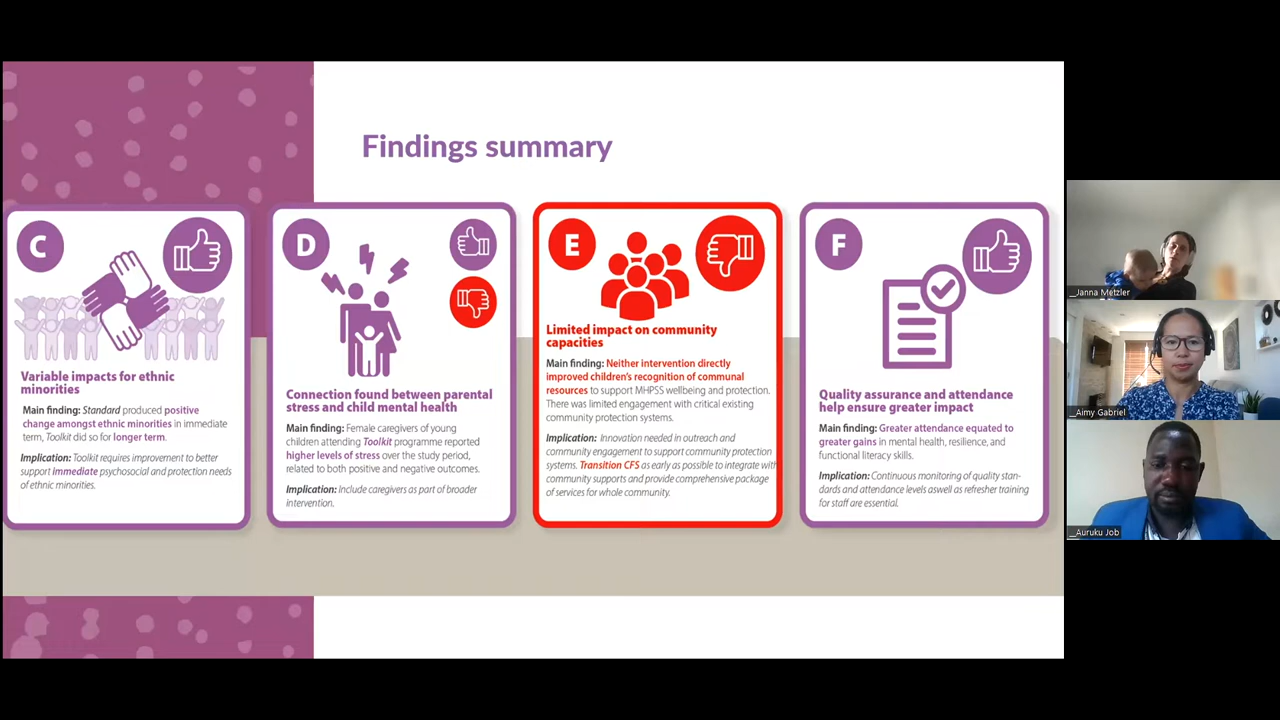 Findings summary
C
Variable impacts for ethnic
minorities
Main finding: Standard produced positive
change amongst ethnic minorities in immediate
term, Toolkit did so for longer term.
Implication: Toolkit requires improvement to better
support Immediate psychosocial and protection needs
of ethnic minorities.
D
Connection found between parental
stress and child mental health
Main finding: Female caregivers of young
children attending Toolkit programme reported
higher levels of stress over the study period,
related to both positive and negative outcomes.
Implication: Include caregivers as part of broader
intervention.
E
Limited impact on community
capacities
Main finding: Neither intervention directly
improved children's recognition of communal
resources to support MHPSS wellbeing and protection.
There was limited engagement with critical existing
community protection systems.
Implication: Innovation needed in outreach and
community engagement to support community protection
systems. Transition CFS as early as possible to integrate with
community supports and provide comprehensive package
of services for whole community.
F
Quality assurance and attendance
help ensure greater impact
Main finding: Greater attendance equated to
greater gains in mental health, resilience, and
functional literacy skills.
Implication: Continuous monitoring of quality stan-
dards and attendance levels aswell as refresher training
for staff are essential.
_Janna Metzler
_Aimy Gabriel
_Auruku Job